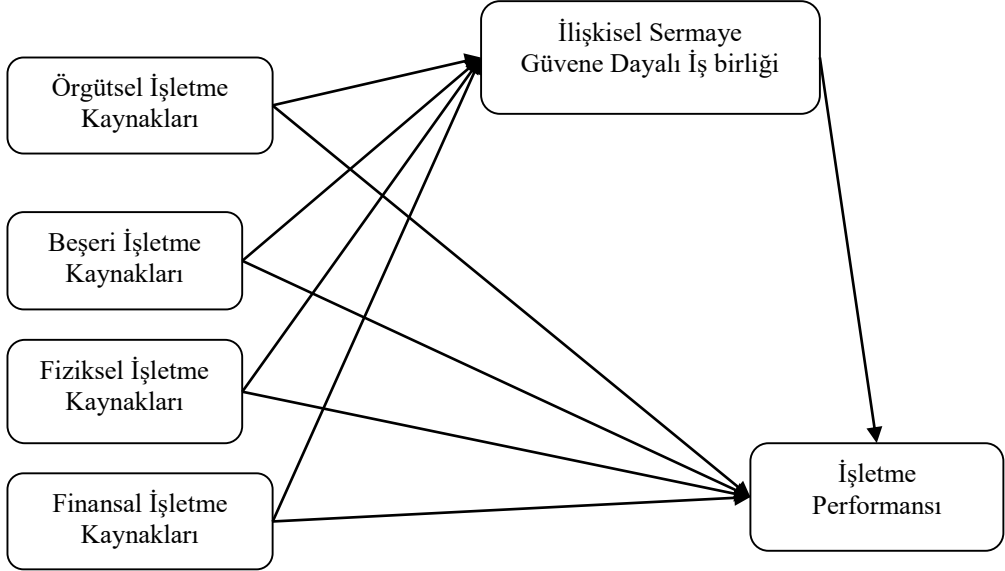 İlişkisel Sermaye
Güvene Dayalı İş birliği
Örgütsel İşletme
Kaynakları
Beşeri İşletme
Kaynakları
Fiziksel İşletme
Kaynakları
Finansal İşletme
Kaynakları
İşletme
Performansı